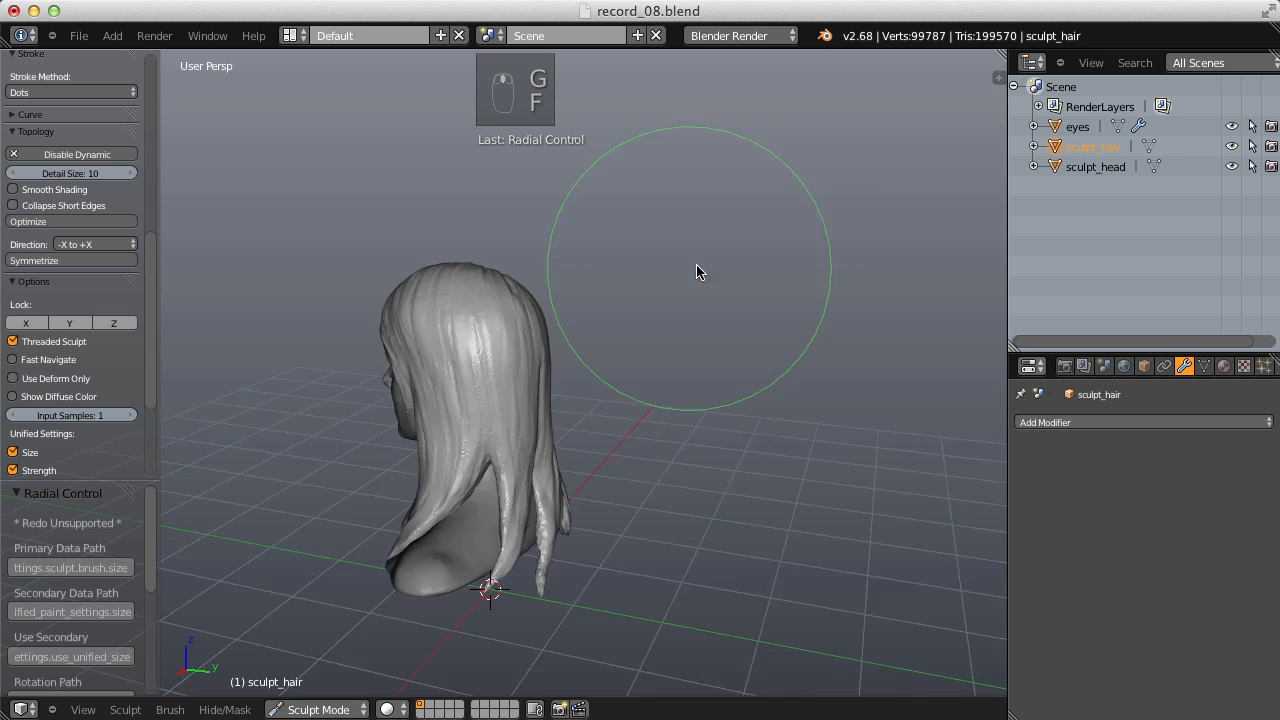 record_08.blend
File Add Render Window Help Default Scene Blender Render v2.68 | Verts:99787 | Tris:199570 | sculpt_hair
Stroke
Stroke Method:
Dots
Curve
Topology
Disable Dynamic
Detail Size: 10
Smooth Shading
Collapse Short Edges
Optimize
Direction: -X to +X
Symmetrize
Options
Lock:
X Y Z
Threaded Sculpt
Fast Navigate
Use Deform Only
Show Diffuse Color
Input Samples: 1
Unified Settings:
Size
Strength
Radial Control
* Redo Unsupported *
Primary Data Path
ttings.sculpt.brush.size
Secondary Data Path
ified_paint_settings.size
Use Secondary
ettings.use_unified_size
Rotation Path
User Persp
G
F
Last: Radial Control
z
y
(1) sculpt_hair
View Sculpt Brush Hide/Mask Sculpt Mode
View Search All Scenes
Scene
RenderLayers
eyes
sculpt_hair
sculpt_head
sculpt_hair
Add Modifier